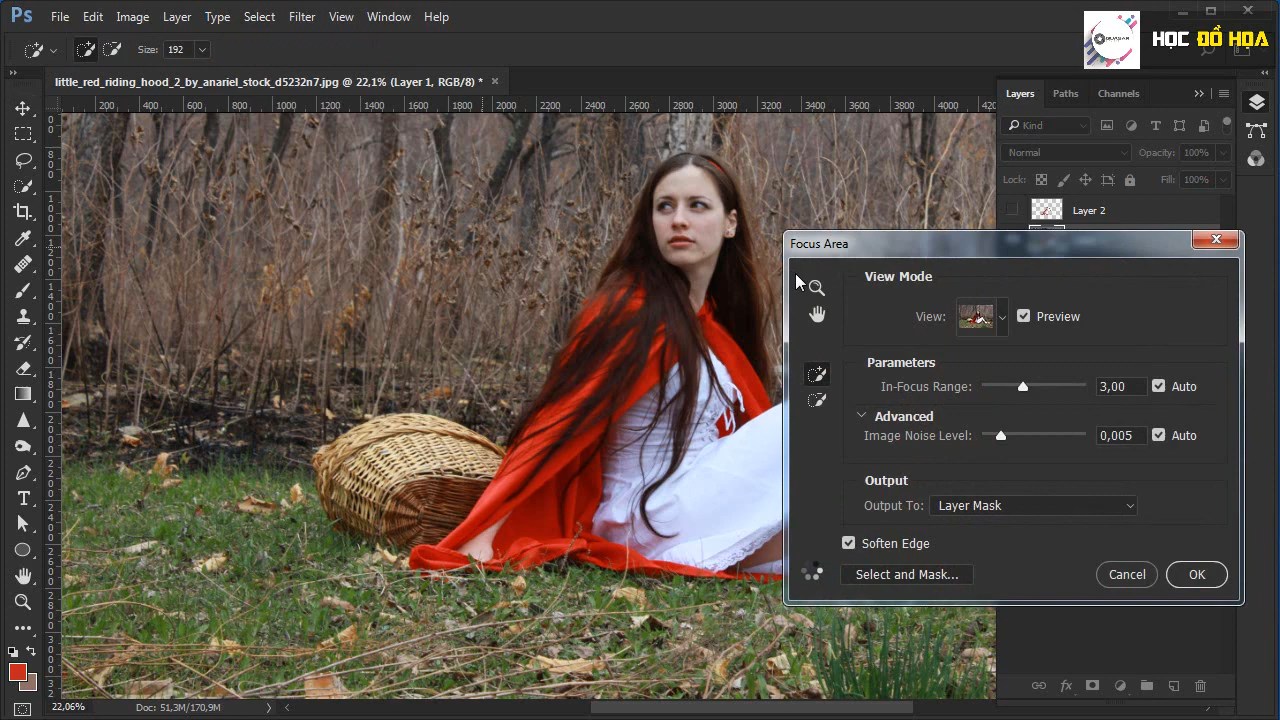 Ps File Edit Image Layer Type Select Filter View Window Help
HỌC ĐỒ HỌA
Size: 192
little_red_riding_hood_2_by_anariel_stock_d5232n7.jpg @ 22,1% (Layer 1, RGB/8) *
Layers Paths Channels
200 400 600 800 1000 1200 1400 1600 1800 2000 2200 2400 2600 2800 3000 3200 3400 3600 3800 4000 420
Kind
Normal Opacity: 100%
Lock: Fill: 100%
Layer 2
Focus Area
View Mode
View: Preview
Parameters
In-Focus Range: 3,00 Auto
Advanced
Image Noise Level: 0,005 Auto
Output
Output To: Layer Mask
Soften Edge
Select and Mask... Cancel OK
22,06% Doc: 51,3M/170,9M